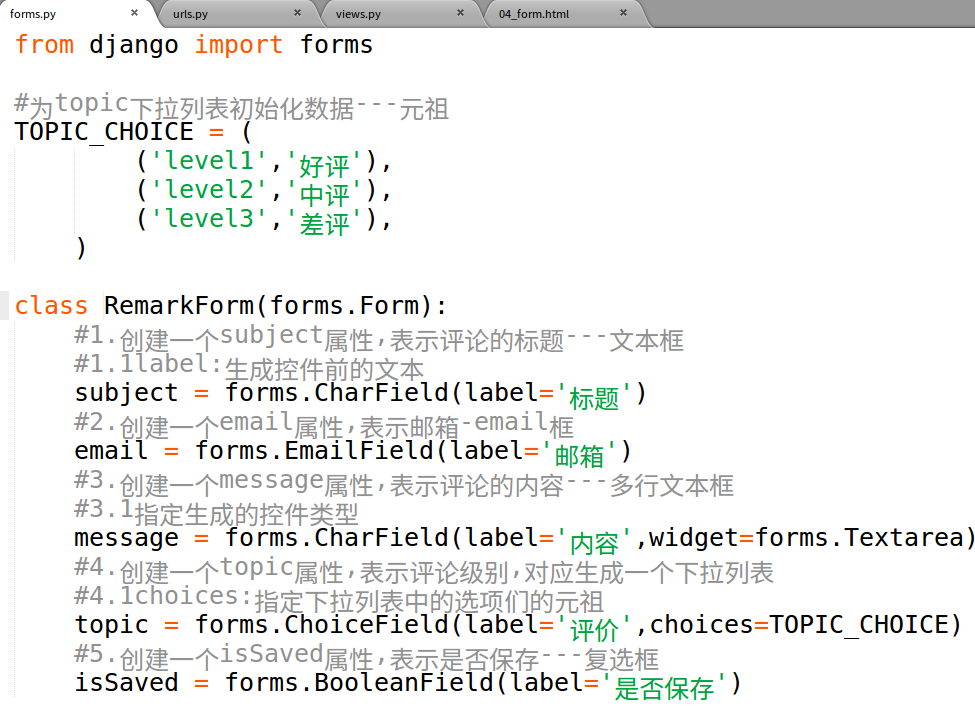 forms.py × urls.py × views.py × 04_form.html ×
from django import forms
#为topic下拉列表初始化数据---元祖
TOPIC_CHOICE = (
('level1','好评'),
('level2','中评'),
('level3','差评'),
)
class RemarkForm(forms.Form):
#1.创建一个subject属性,表示评论的标题---文本框
#1.1label:生成控件前的文本
subject = forms.CharField(label='标题')
#2.创建一个email属性,表示邮箱-email框
email = forms.EmailField(label='邮箱')
#3.创建一个message属性,表示评论的内容---多行文本框
#3.1指定生成的控件类型
message = forms.CharField(label='内容',widget=forms.Textarea)
#4.创建一个topic属性,表示评论级别,对应生成一个下拉列表
#4.1choices:指定下拉列表中的选项们的元祖
topic = forms.ChoiceField(label='评价',choices=TOPIC_CHOICE)
#5.创建一个isSaved属性,表示是否保存---复选框
isSaved = forms.BooleanField(label='是否保存')